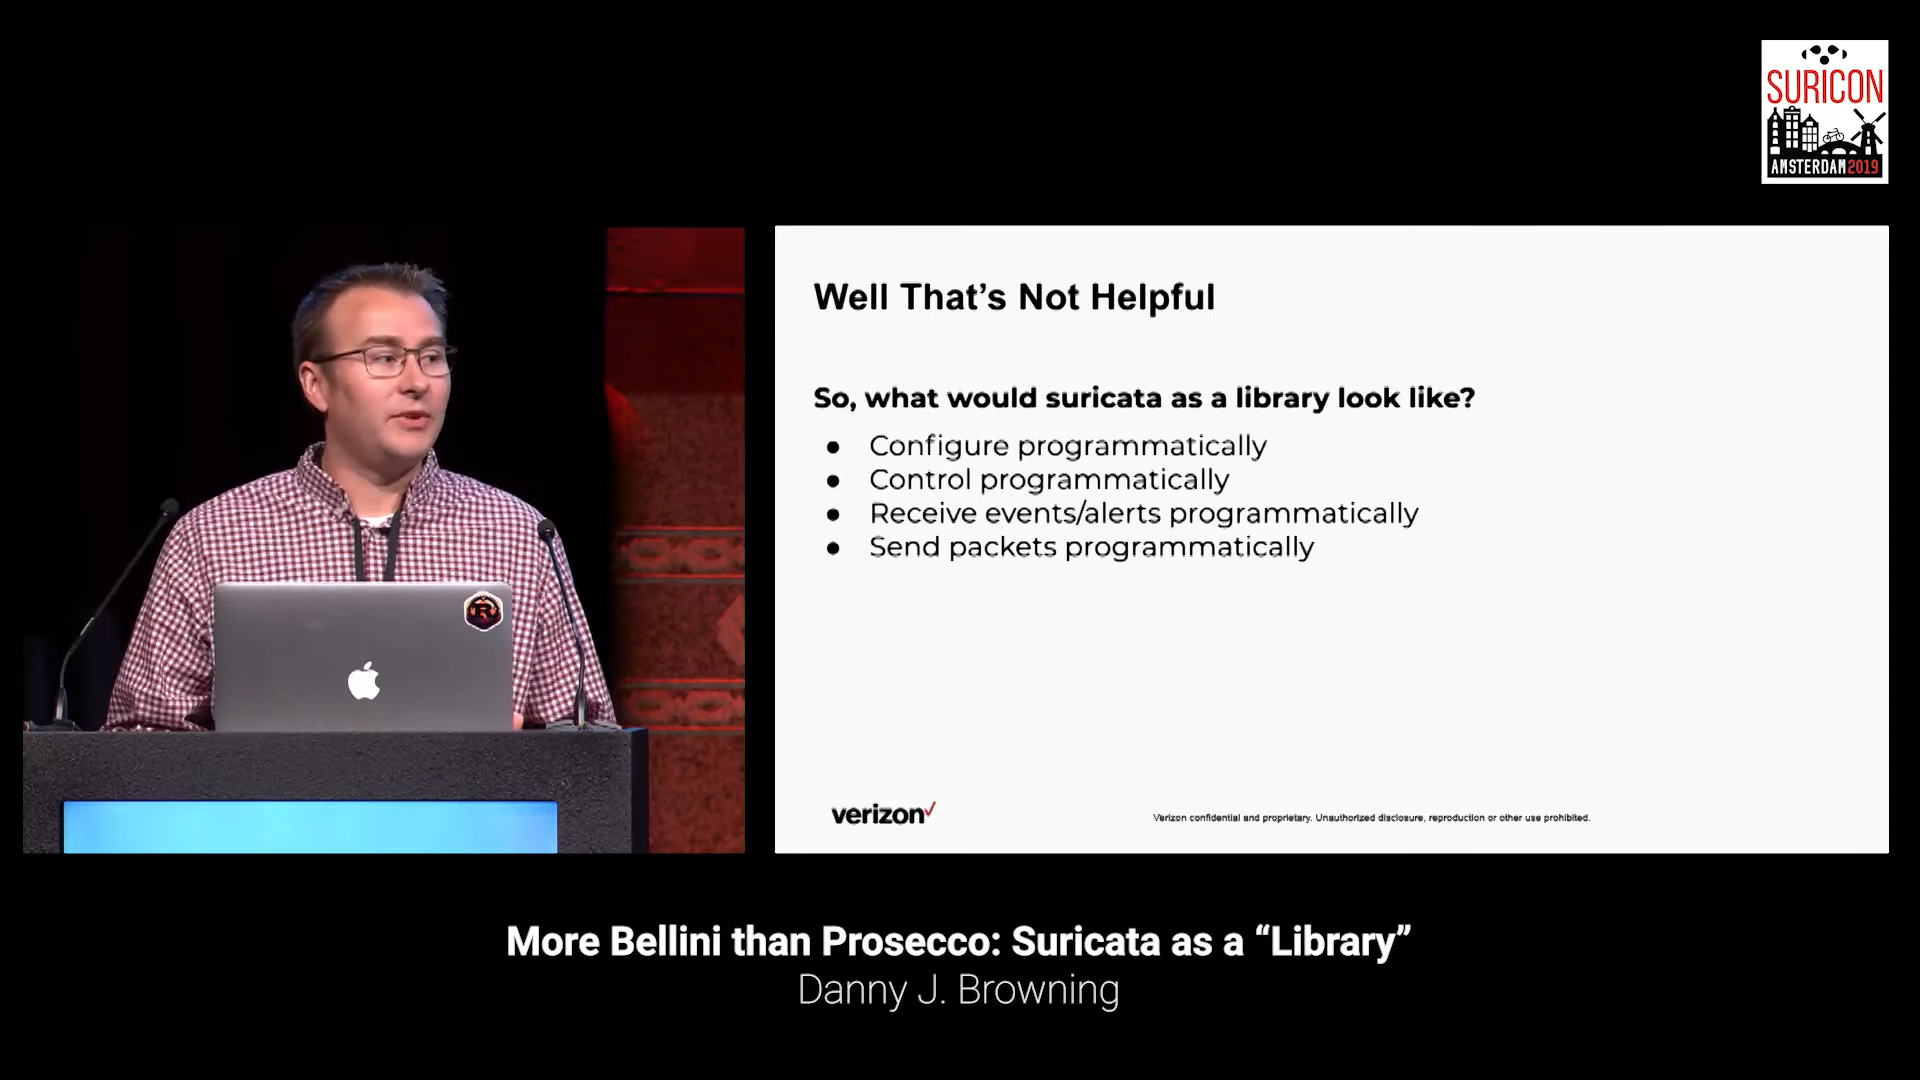 SURICON
AMSTERDAM 2019
Well That's Not Helpful
So, what would suricata as a library look like?
● Configure programmatically
● Control programmatically
● Receive events/alerts programmatically
● Send packets programmatically
R
verizon✓
Verizon confidential and proprietary. Unauthorized disclosure, reproduction or other use prohibited.
More Bellini than Prosecco: Suricata as a “Library”
Danny J. Browning